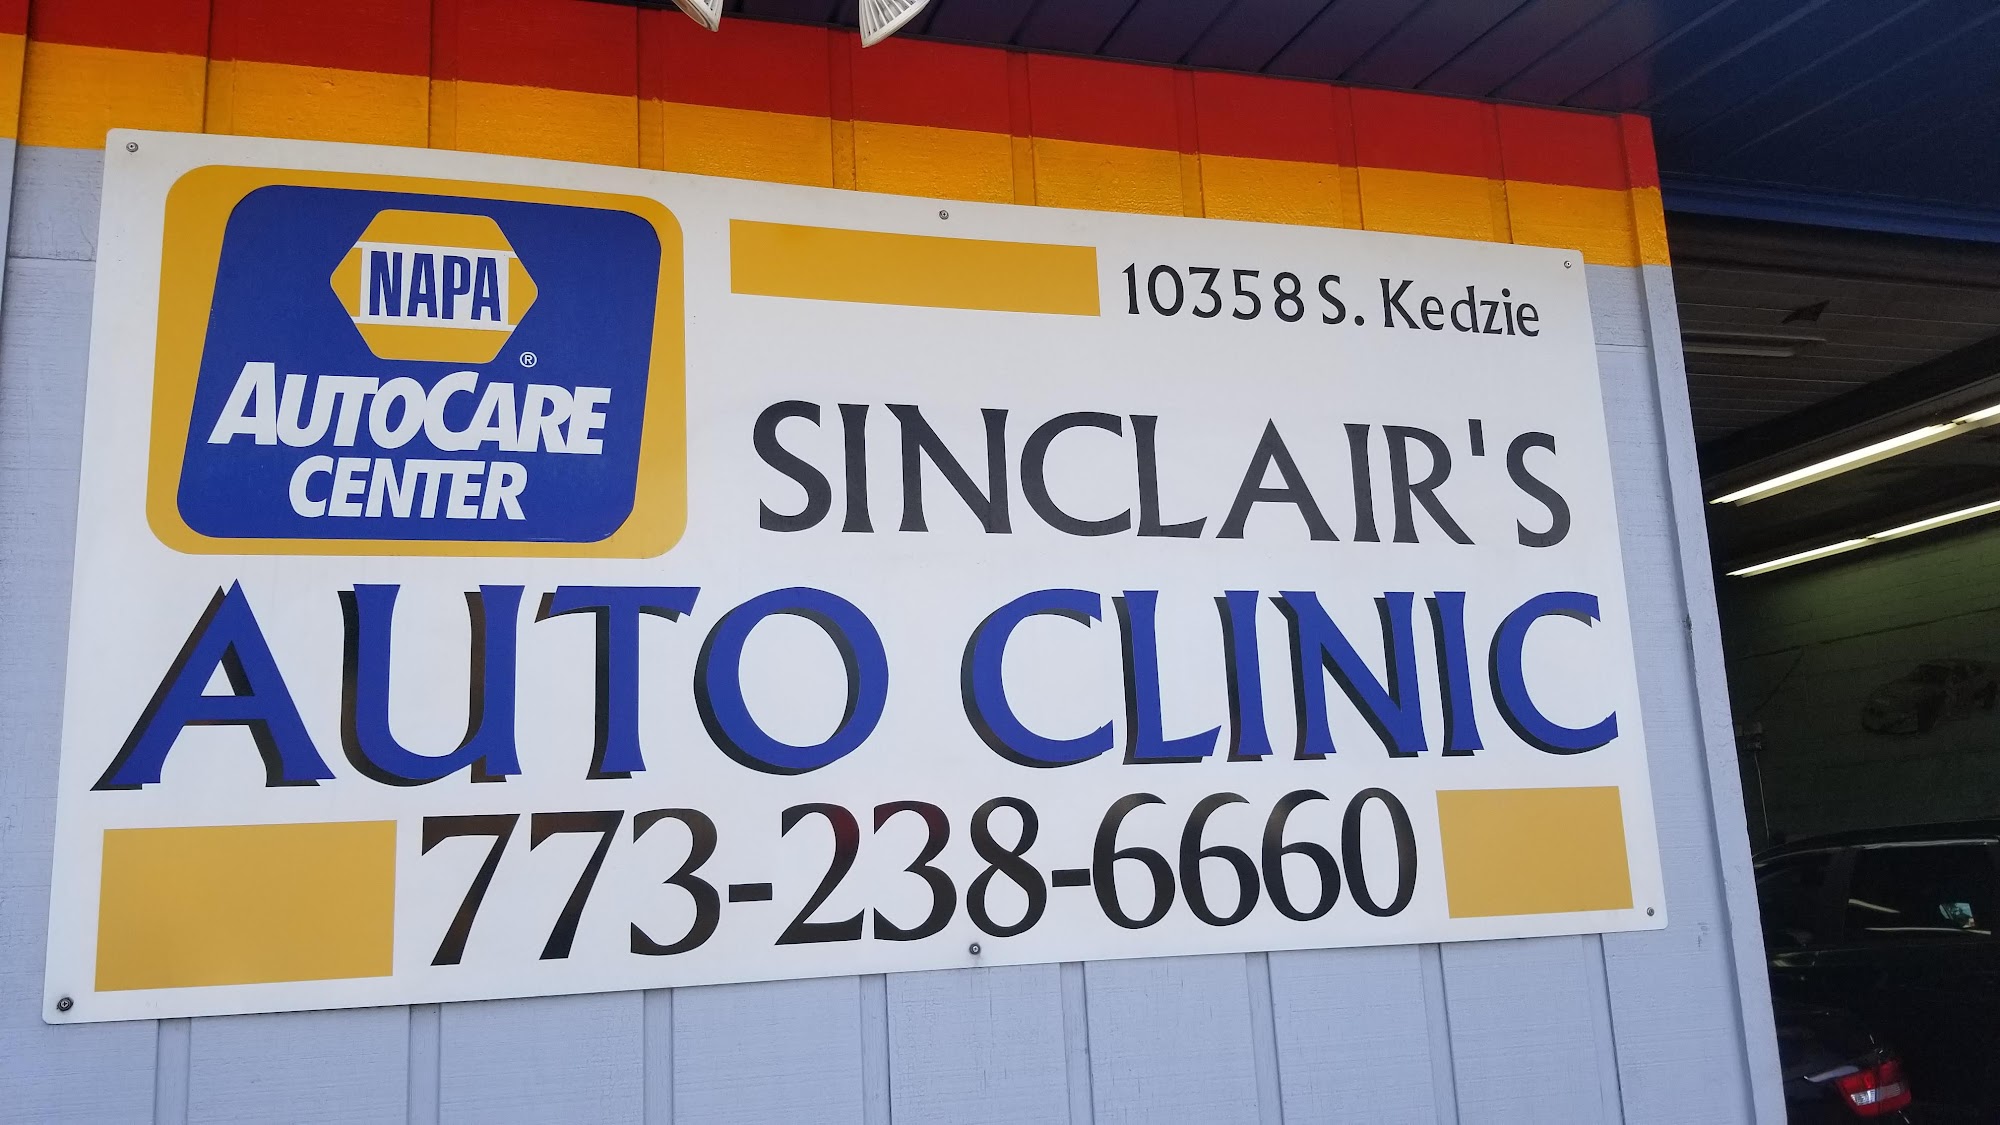 NAPA
®
AUTOCARE
CENTER
10358 S. Kedzie
SINCLAIR'S
AUTO CLINIC
773-238-6660